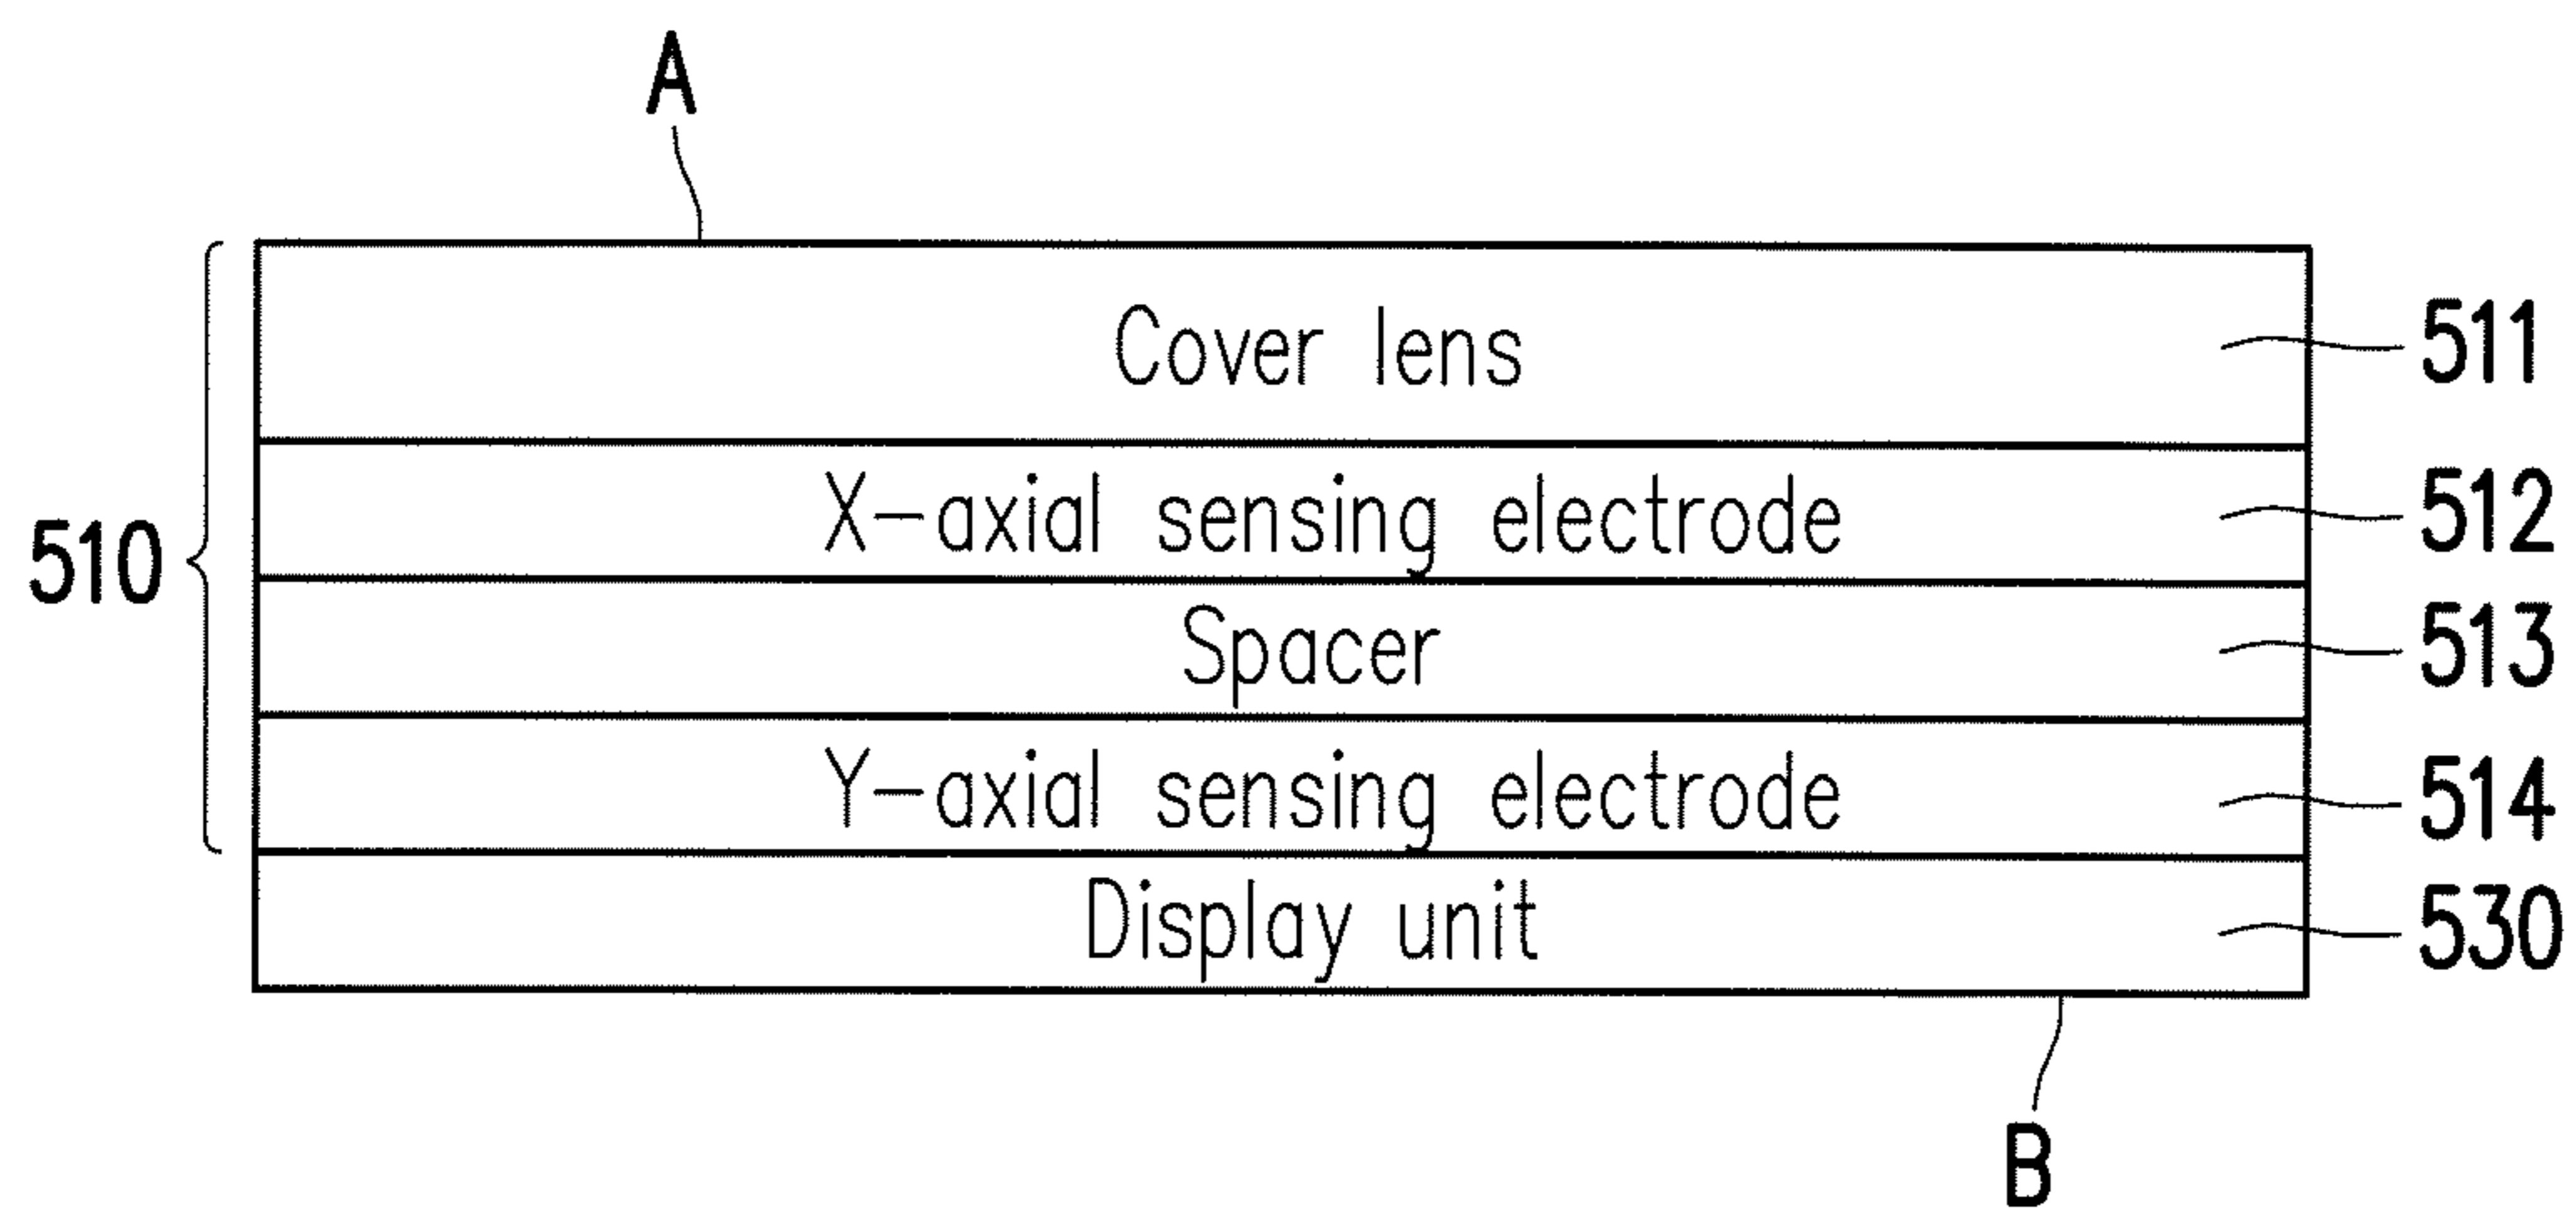 A
Cover lens 511
X-axial sensing electrode 512
510
Spacer 513
Y-axial sensing electrode 514
Display unit 530
B